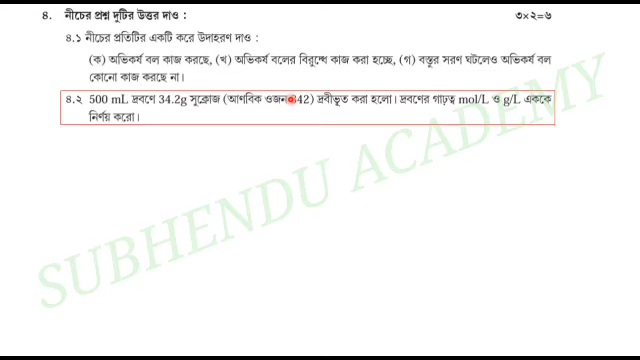 ৪. নীচের প্রশ্ন দুটির উত্তর দাও : ৩×২=৬
৪.১ নীচের প্রতিটির একটি করে উদাহরণ দাও :
(ক) অভিকর্ষ বল কাজ করছে, (খ) অভিকর্ষ বলের বিরুদ্ধে কাজ করা হচ্ছে, (গ) বস্তুর সরণ ঘটলেও অভিকর্ষ বল
কোনো কাজ করছে না।
৪.২ 500 mL দ্রবণে 34.2g সুক্রোজ (আণবিক ওজন 42) দ্রবীভূত করা হলো। দ্রবণের গাঢ়ত্ব mol/L ও g/L এককে
নির্ণয় করো।
SUBHENDU ACADEMY